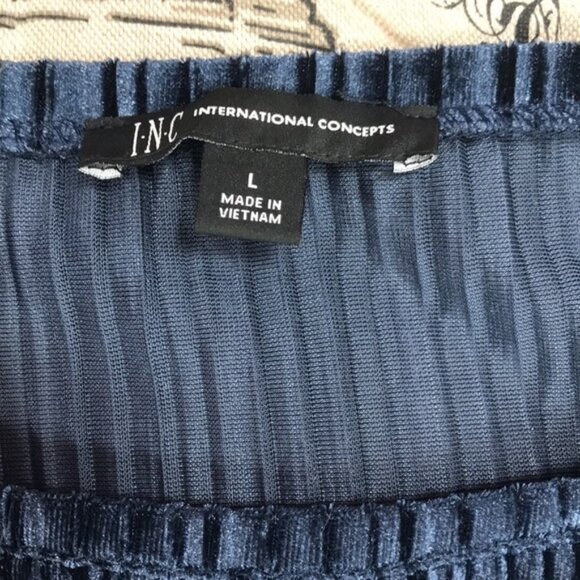 I·N·C INTERNATIONAL CONCEPTS
L
MADE IN
VIETNAM